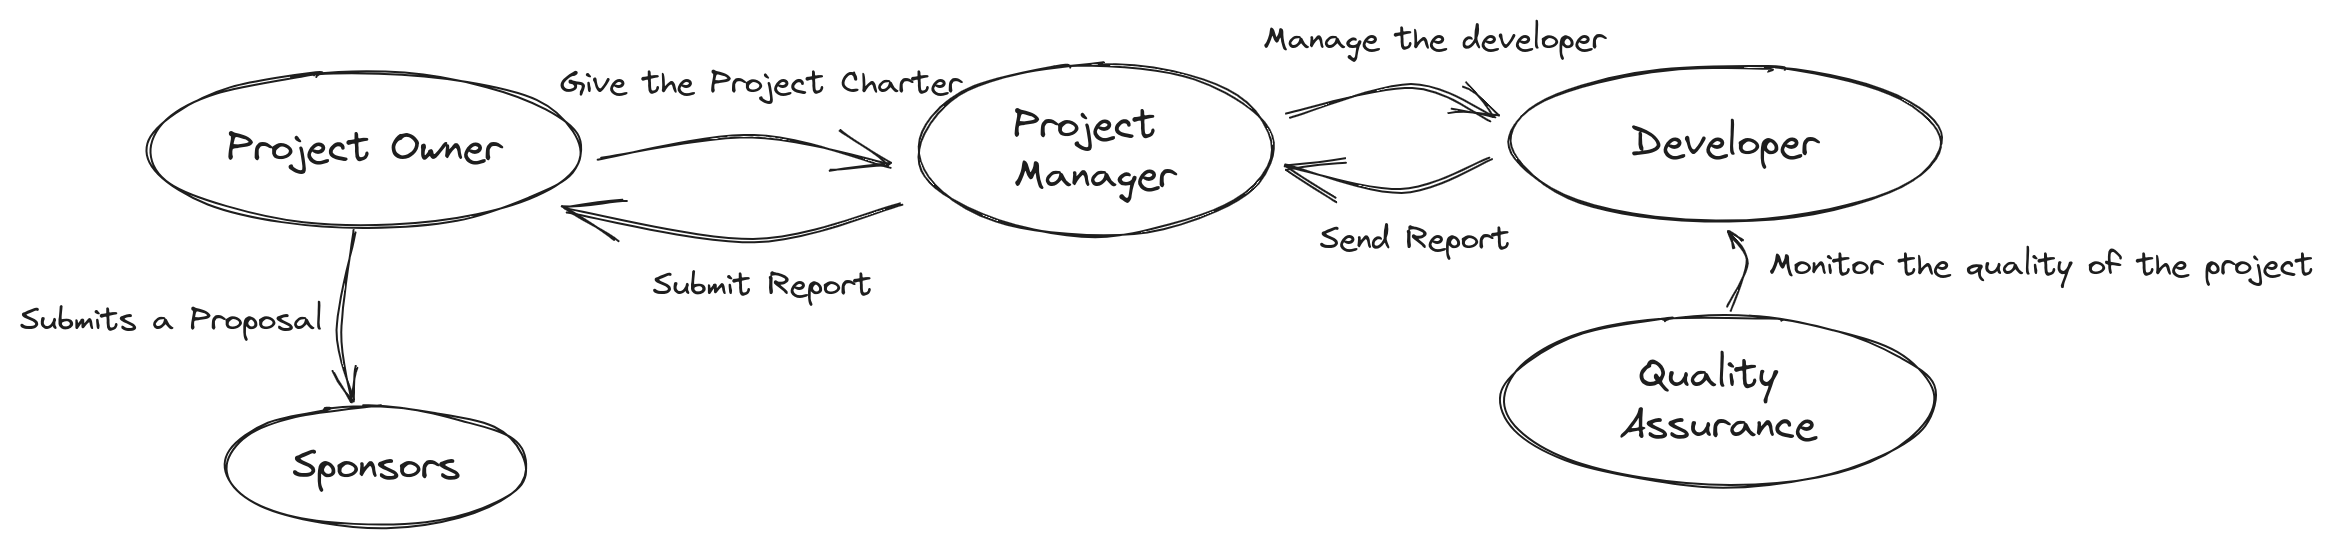 Manage the developer
Give the Project Charter
Project Owner
Project
Manager
Developer
Submit Report
Send Report
Monitor the quality of the project
Submits a Proposal
Quality
Assurance
Sponsors